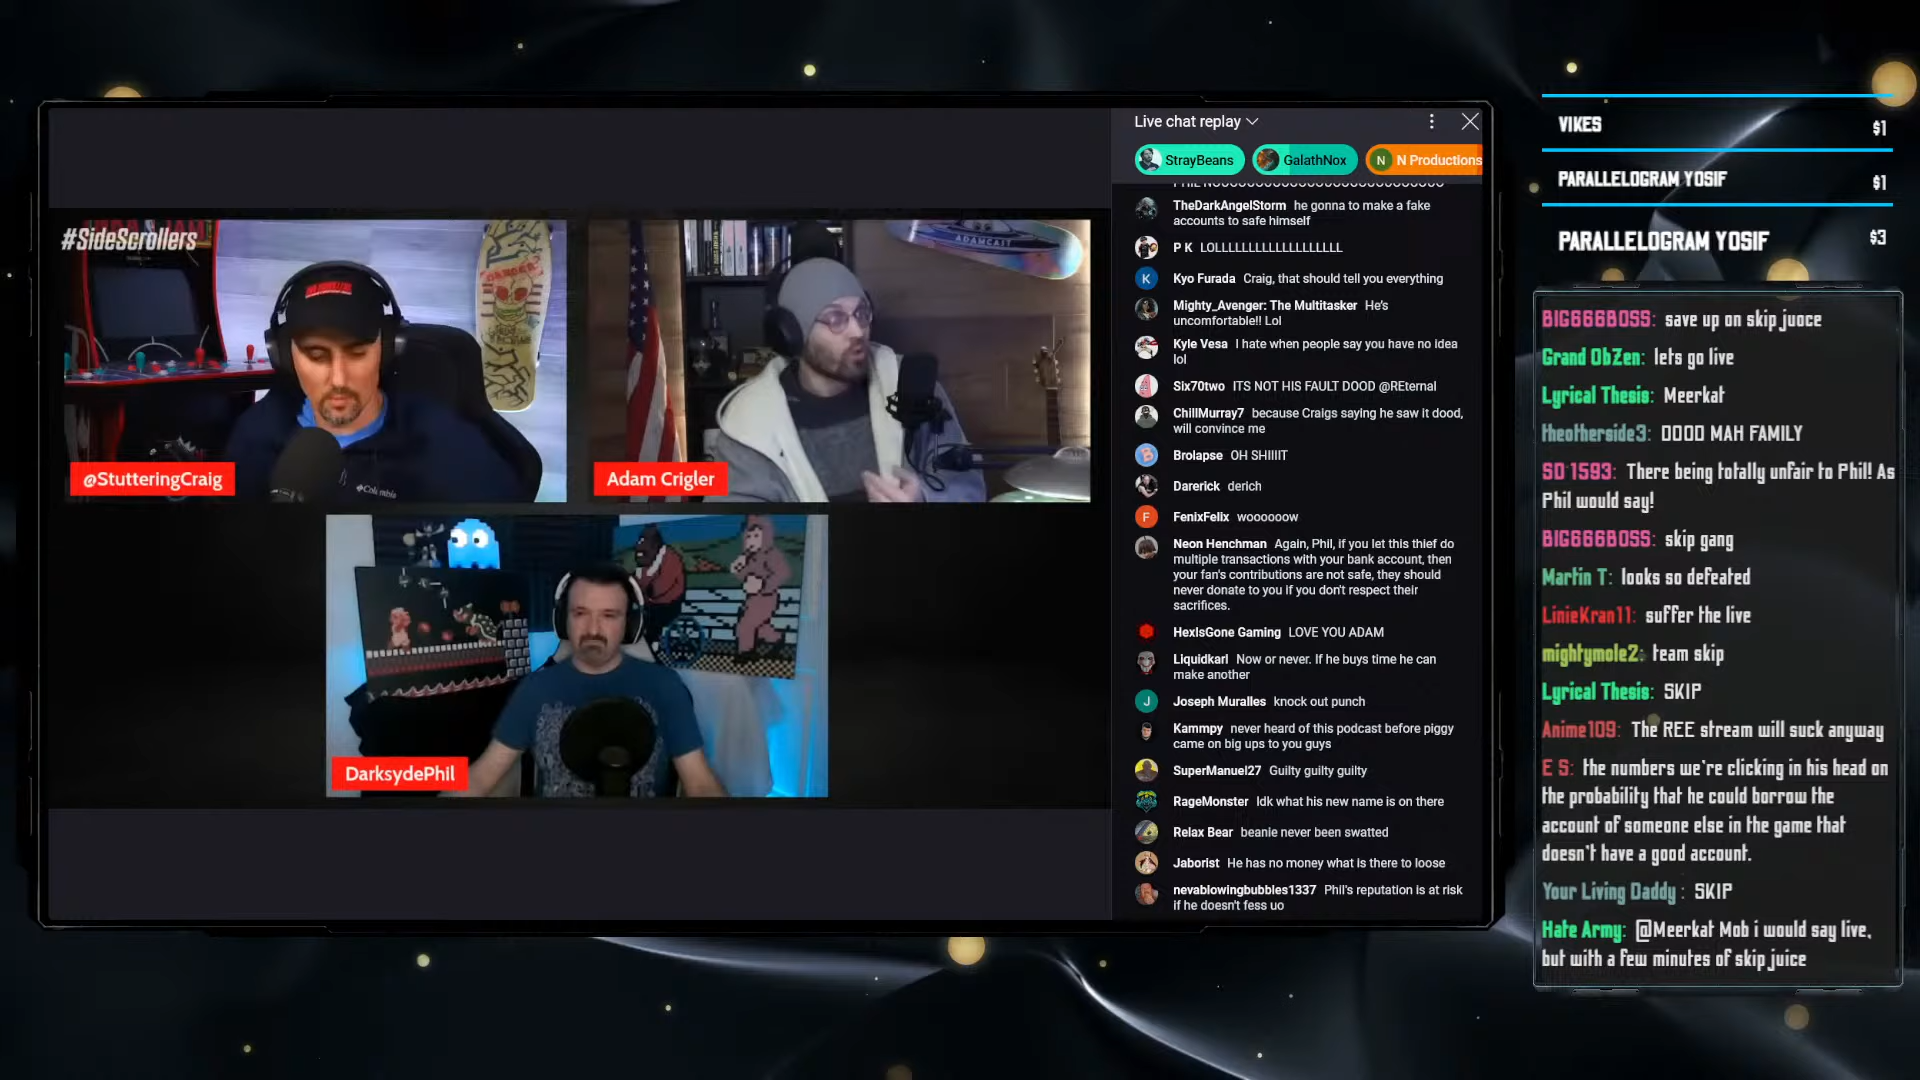 #SideScrollers
ADAMCAST
@StutteringCraig
Adam Crigler
DarksydePhil
Live chat replay
StrayBeans
GalathNox
N
N Productions
TheDarkAngelStorm he gonna to make a fake
accounts to safe himself
P K LOLLLLLLLLLLLLLLLLLLL
K
Kyo Furada Craig, that should tell you everything
Mighty_Avenger: The Multitasker He's
uncomfortable!! Lol
Kyle Vesa I hate when people say you have no idea
lol
Six70two ITS NOT HIS FAULT DOOD @REternal
ChillMurray7 because Craigs saying he saw it dood,
will convince me
Brolapse OH SHIIIIT
Darerick derich
F
FenixFelix woooooow
Neon Henchman Again, Phil, if you let this thief do
multiple transactions with your bank account, then
your fan's contributions are not safe, they should
never donate to you if you don't respect their
sacrifices.
HexIsGone Gaming LOVE YOU ADAM
Liquidkarl Now or never. If he buys time he can
make another
J
Joseph Muralles knock out punch
Kammpy never heard of this podcast before piggy
came on big ups to you guys
SuperManuel27 Guilty guilty guilty
RageMonster Idk what his new name is on there
Relax Bear beanie never been swatted
Jaborist He has no money what is there to loose
nevablowingbubbles1337 Phil's reputation is at risk
if he doesn't fess uo
VIKES $1
PARALLELOGRAM YOSIF $1
PARALLELOGRAM YOSIF $3
BIG666BOSS: save up on skip juoce
Grand ObZen: lets go live
Lyrical Thesis: Meerkat
theotherside3: DOOD MAH FAMILY
SD 1593: There being totally unfair to Phil! As
Phil would say!
BIG666BOSS: skip gang
Martin T: looks so defeated
LinieKran11: suffer the live
mightymole2: team skip
Lyrical Thesis: SKIP
Anime109: The REE stream will suck anyway
E S: the numbers we're clicking in his head on
the probability that he could borrow the
account of someone else in the game that
doesn't have a good account.
Your Living Daddy : SKIP
Hate Army: @Meerkat Mob i would say live,
but with a few minutes of skip juice